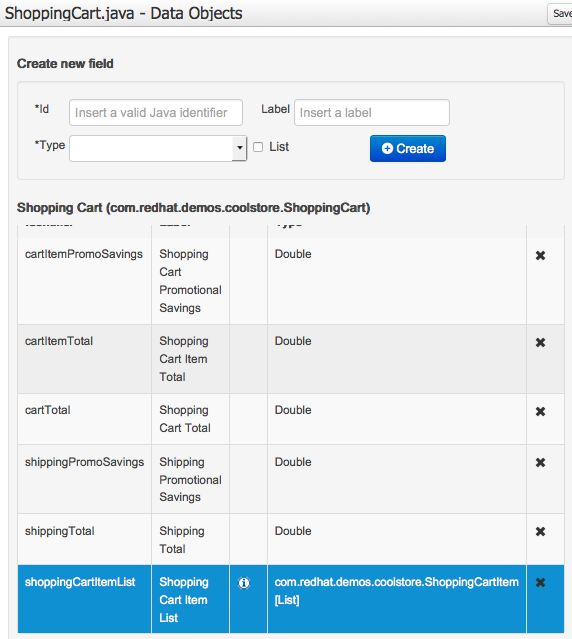 ShoppingCart.java - Data Objects
Save
Create new field
*Id
Insert a valid Java identifier
Label
Insert a label
*Type
List
Create
Shopping Cart (com.redhat.demos.coolstore.ShoppingCart)
cartItemPromoSavings
Shopping
Cart
Promotional
Savings
Double
cartItemTotal
Shopping
Cart Item
Total
Double
cartTotal
Shopping
Cart Total
Double
shippingPromoSavings
Shipping
Promotional
Savings
Double
shippingTotal
Shipping
Total
Double
shoppingCartItemList
Shopping
Cart Item
List
com.redhat.demos.coolstore.ShoppingCartItem
[List]